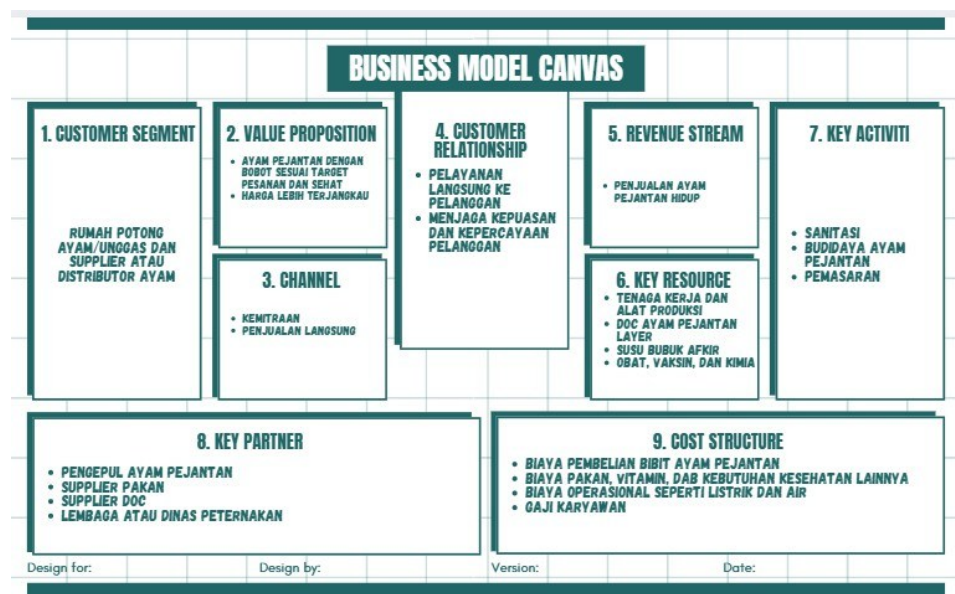 BUSINESS MODEL CANVAS
1. CUSTOMER SEGMENT
RUMAH POTONG
AYAM/UNGGAS DAN
SUPPLIER ATAU
DISTRIBUTOR AYAM
2. VALUE PROPOSITION
• AYAM PEJANTAN DENGAN
BOBOT SESUAI TARGET
PESANAN DAN SEHAT
• HARGA LEBIH TERJANGKAU
3. CHANNEL
• KEMITRAAN
• PENJUALAN LANGSUNG
4. CUSTOMER
RELATIONSHIP
• PELAYANAN
LANGSUNG KE
PELANGGAN
• MENJAGA KEPUASAN
DAN KEPERCAYAAN
PELANGGAN
5. REVENUE STREAM
• PENJUALAN AYAM
PEJANTAN HIDUP
6. KEY RESOURCE
• TENAGA KERJA DAN
ALAT PRODUKSI
• DOC AYAM PEJANTAN
LAYER
• SUSU BUBUK AFKIR
• OBAT, VAKSIN, DAN KIMIA
7. KEY ACTIVITI
• SANITASI
• BUDIDAYA AYAM
PEJANTAN
• PEMASARAN
8. KEY PARTNER
• PENGEPUL AYAM PEJANTAN
• SUPPLIER PAKAN
• SUPPLIER DOC
• LEMBAGA ATAU DINAS PETERNAKAN
9. COST STRUCTURE
• BIAYA PEMBELIAN BIBIT AYAM PEJANTAN
• BIAYA PAKAN, VITAMIN, DAB KEBUTUHAN KESEHATAN LAINNYA
• BIAYA OPERASIONAL SEPERTI LISTRIK DAN AIR
• GAJI KARYAWAN
Design for: Design by: Version: Date: